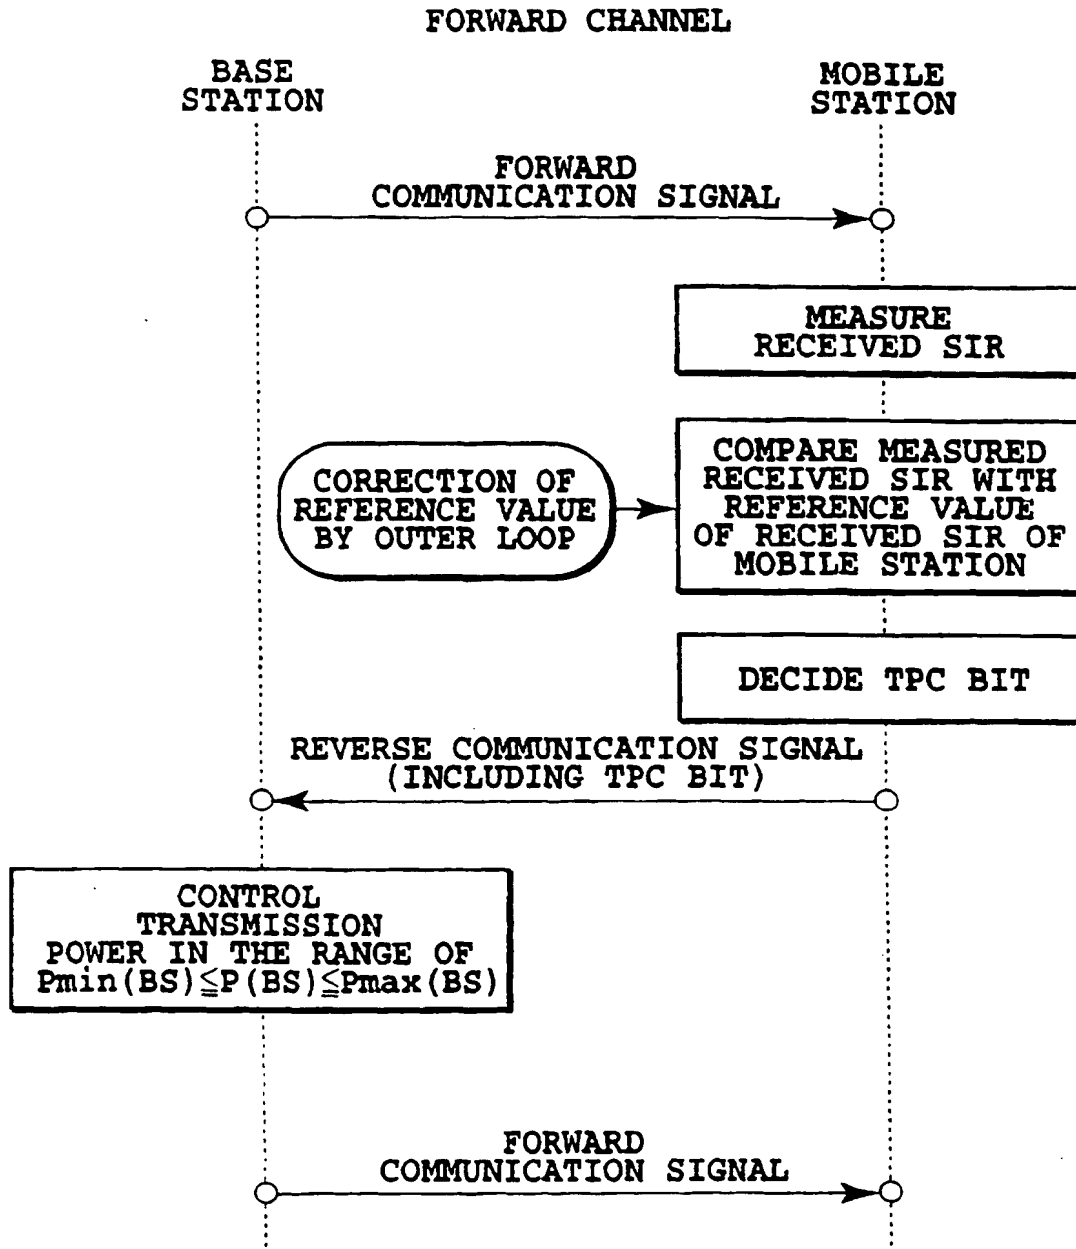 FORWARD CHANNEL
BASE
STATION
MOBILE
STATION
FORWARD
COMMUNICATION SIGNAL
MEASURE
RECEIVED SIR
CORRECTION OF
REFERENCE VALUE
BY OUTER LOOP
COMPARE MEASURED
RECEIVED SIR WITH
REFERENCE VALUE
OF RECEIVED SIR OF
MOBILE STATION
DECIDE TPC BIT
REVERSE COMMUNICATION SIGNAL
(INCLUDING TPC BIT)
CONTROL
TRANSMISSION
POWER IN THE RANGE OF
Pmin(BS)≦P(BS)≦Pmax(BS)
FORWARD
COMMUNICATION SIGNAL